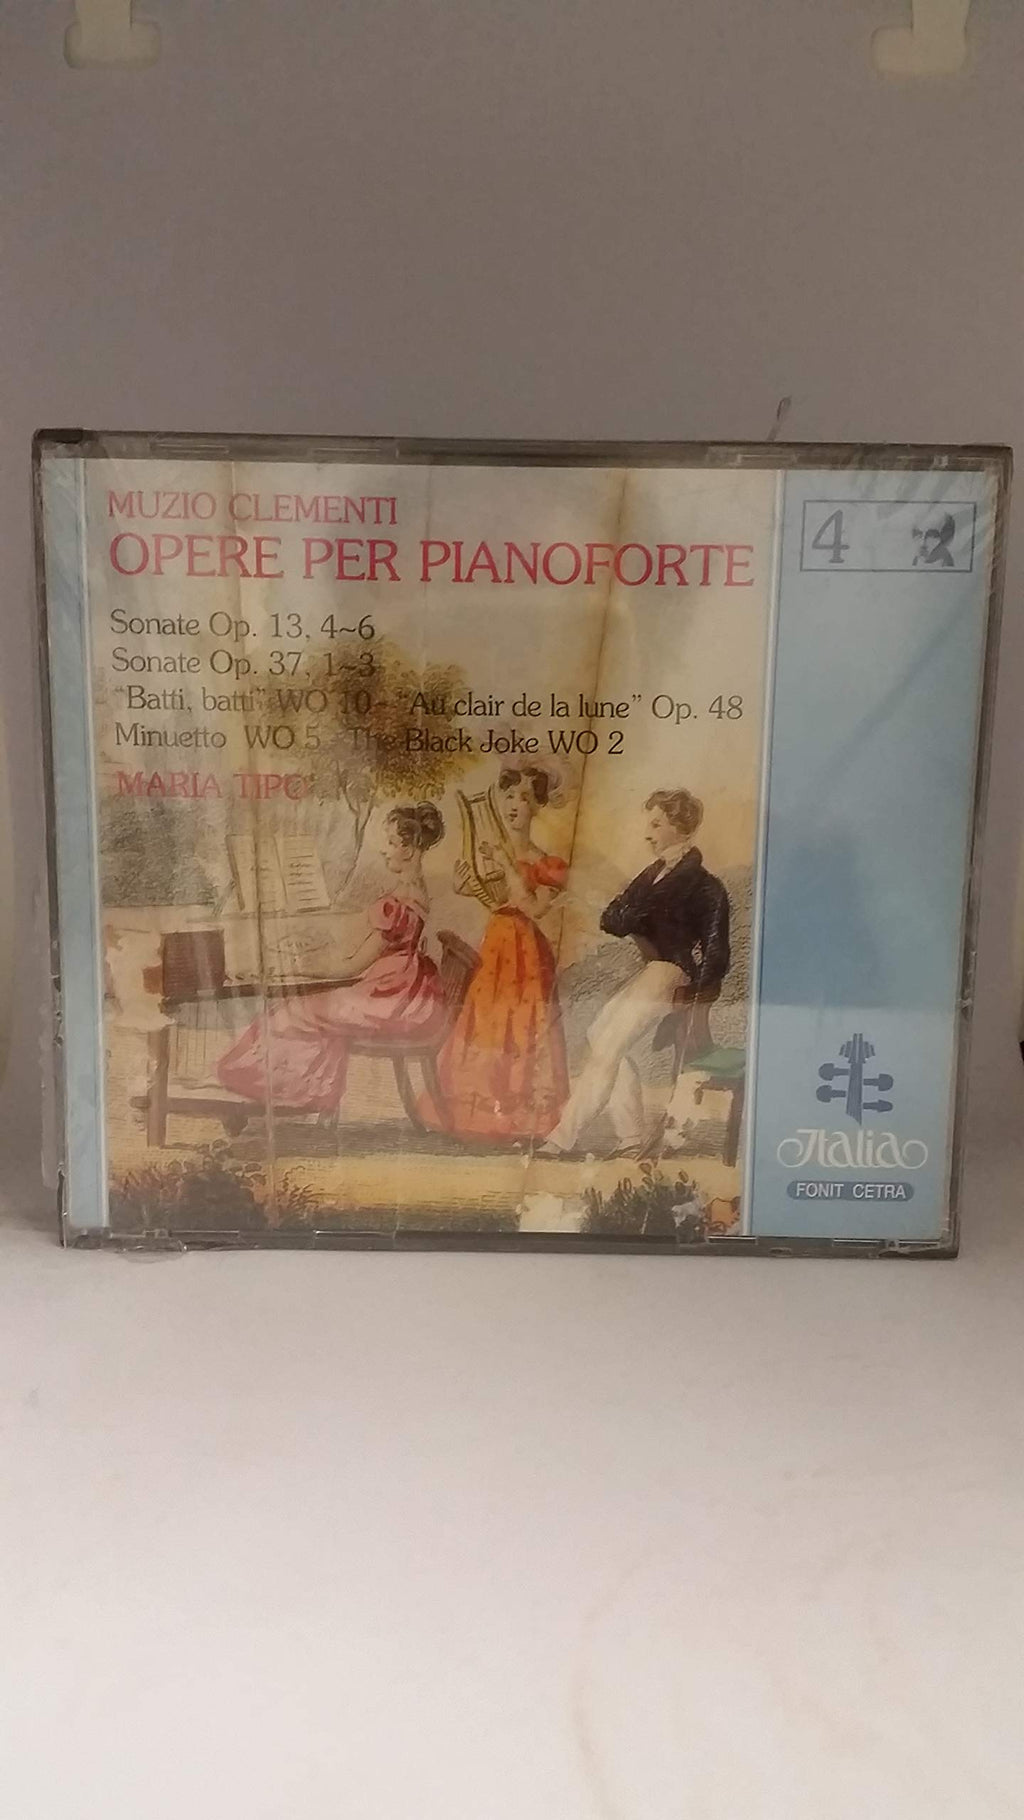 MUZIO CLEMENTI
OPERE PER PIANOFORTE
Sonate Op. 13, 4~6
Sonate Op. 37, 1~3
"Batti, batti" WO 10 - "Au clair de la lune" Op. 48
Minuetto WO 5 - The Black Joke WO 2
MARIA TIPO
4
Italia
FONIT CETRA